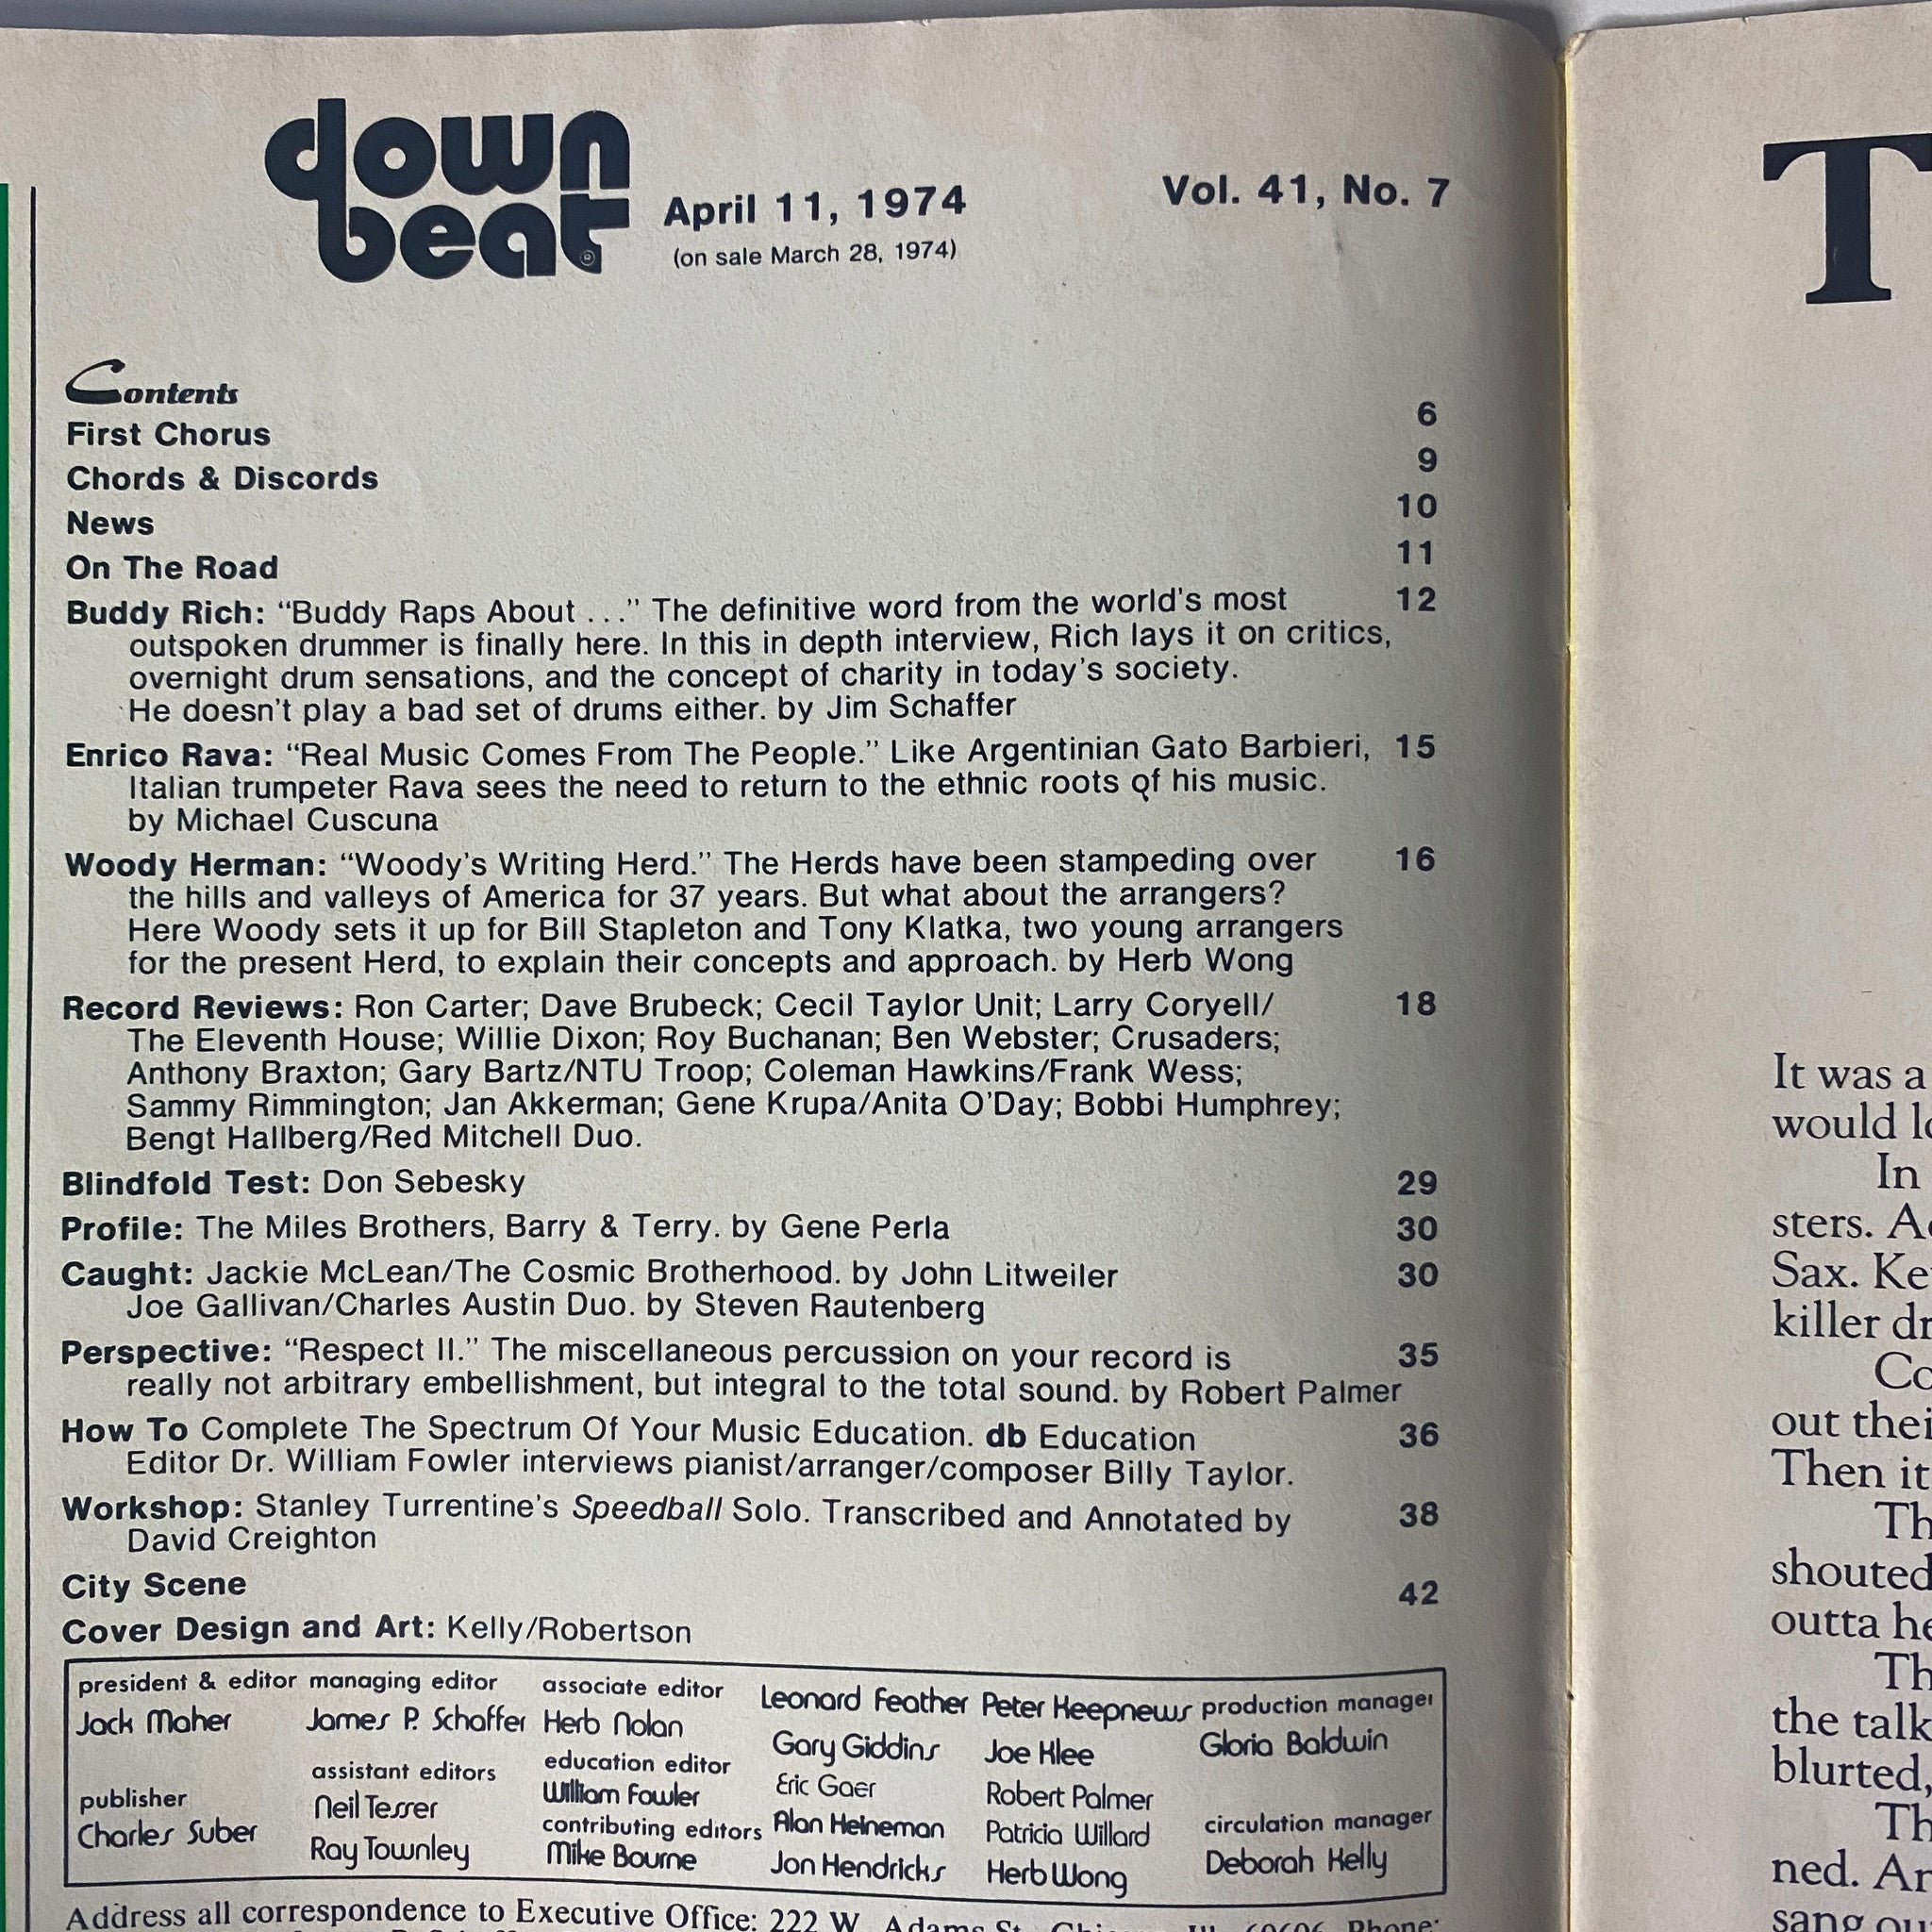 down
beat
April 11, 1974
Vol. 41, No. 7
(on sale March 28, 1974)
Contents
First Chorus 6
Chords & Discords 9
News 10
On The Road 11
Buddy Rich: “Buddy Raps About ...” The definitive word from the world's most 12
outspoken drummer is finally here. In this in depth interview, Rich lays it on critics,
overnight drum sensations, and the concept of charity in today's society.
He doesn't play a bad set of drums either. by Jim Schaffer
Enrico Rava: “Real Music Comes From The People.” Like Argentinian Gato Barbieri, 15
Italian trumpeter Rava sees the need to return to the ethnic roots of his music.
by Michael Cuscuna
Woody Herman: “Woody's Writing Herd.” The Herds have been stampeding over 16
the hills and valleys of America for 37 years. But what about the arrangers?
Here Woody sets it up for Bill Stapleton and Tony Klatka, two young arrangers
for the present Herd, to explain their concepts and approach. by Herb Wong
Record Reviews: Ron Carter; Dave Brubeck; Cecil Taylor Unit; Larry Coryell/ 18
The Eleventh House; Willie Dixon; Roy Buchanan; Ben Webster; Crusaders;
Anthony Braxton; Gary Bartz/NTU Troop; Coleman Hawkins/Frank Wess;
Sammy Rimmington; Jan Akkerman; Gene Krupa/Anita O'Day; Bobbi Humphrey;
Bengt Hallberg/Red Mitchell Duo.
Blindfold Test: Don Sebesky 29
Profile: The Miles Brothers, Barry & Terry. by Gene Perla 30
Caught: Jackie McLean/The Cosmic Brotherhood. by John Litweiler 30
Joe Gallivan/Charles Austin Duo. by Steven Rautenberg
Perspective: “Respect II.” The miscellaneous percussion on your record is 35
really not arbitrary embellishment, but integral to the total sound. by Robert Palmer
How To Complete The Spectrum Of Your Music Education. db Education 36
Editor Dr. William Fowler interviews pianist/arranger/composer Billy Taylor.
Workshop: Stanley Turrentine's Speedball Solo. Transcribed and Annotated by 38
David Creighton
City Scene 42
Cover Design and Art: Kelly/Robertson
president & editor
Jack Maher
publisher
Charles Suber
managing editor
James P. Schaffer
assistant editors
Neil Tesser
Ray Townley
associate editor
Herb Nolan
education editor
William Fowler
contributing editors
Mike Bourne
Leonard Feather
Gary Giddins
Eric Gaer
Alan Heineman
Jon Hendricks
Peter Keepnews
Joe Klee
Robert Palmer
Patricia Willard
Herb Wong
production manager
Gloria Baldwin
circulation manager
Deborah Kelly
Address all correspondence to Executive Office: 222 W. Adams St.
T
It was a
would
In
sters.
Sax.
killer
out
Then it
shouted
outta
the
blurted,
ned.
sang